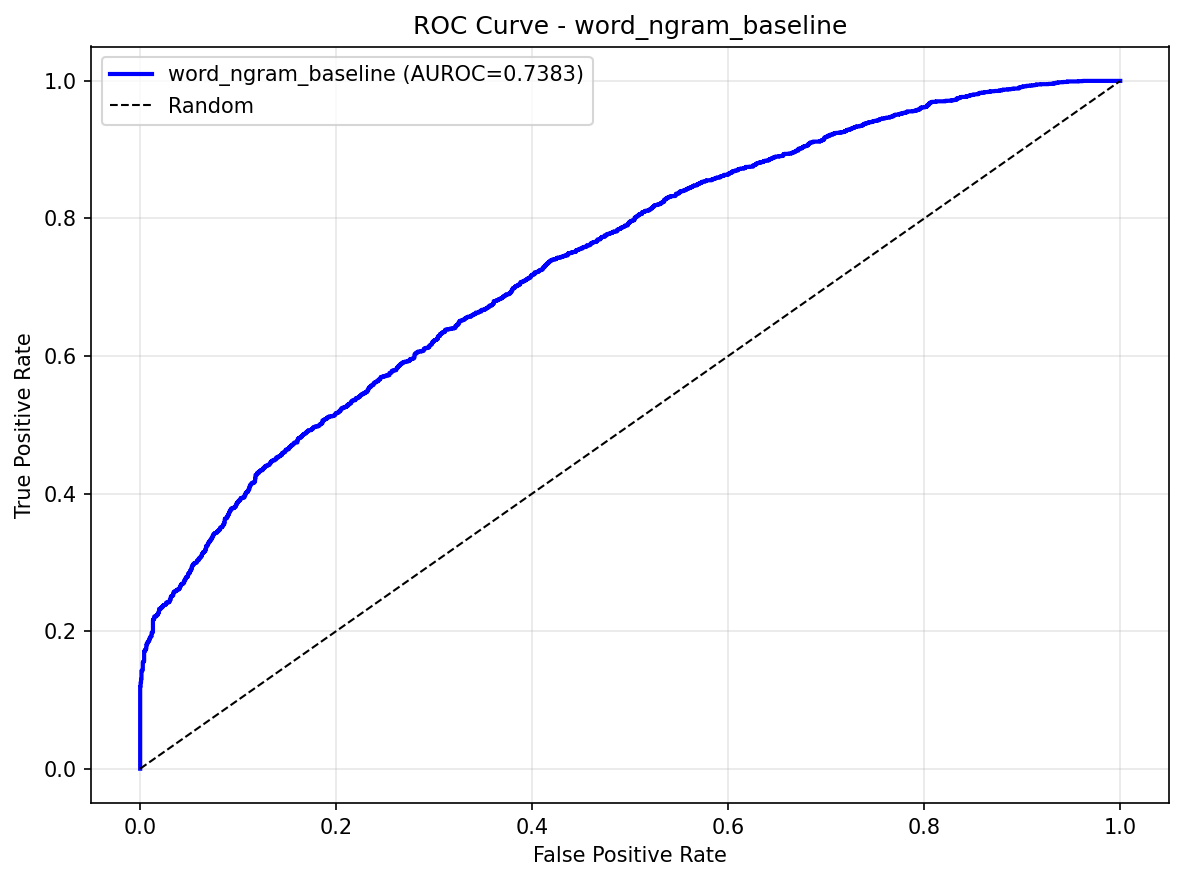 ROC Curve - word_ngram_baseline
word_ngram_baseline (AUROC=0.7383)
Random
1.0
0.8
0.6
0.4
0.2
0.0
True Positive Rate
0.0 0.2 0.4 0.6 0.8 1.0
False Positive Rate